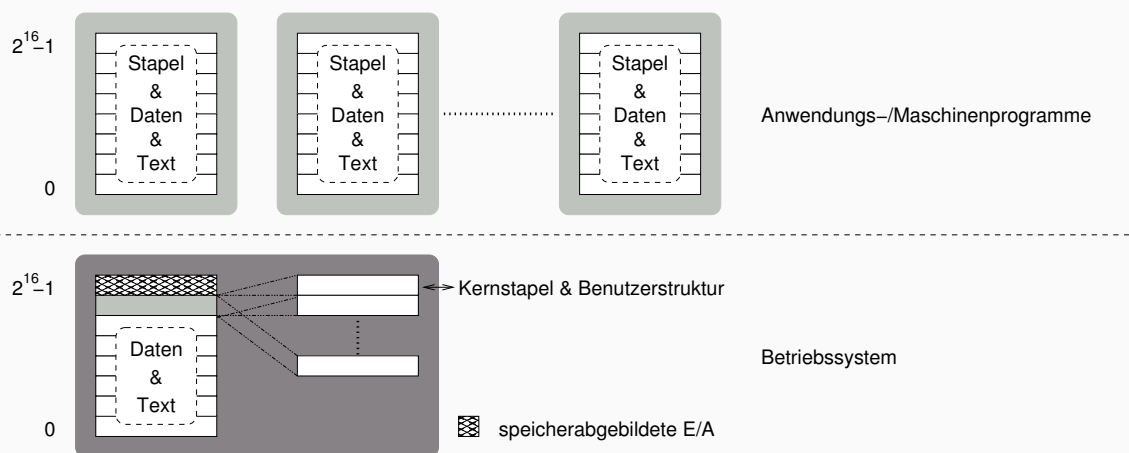 2^16–1
0
Stapel
&
Daten
&
Text
Stapel
&
Daten
&
Text
Stapel
&
Daten
&
Text
Anwendungs–/Maschinenprogramme
2^16–1
0
Daten
&
Text
Kernstapel & Benutzerstruktur
Betriebssystem
speicherabgebildete E/A